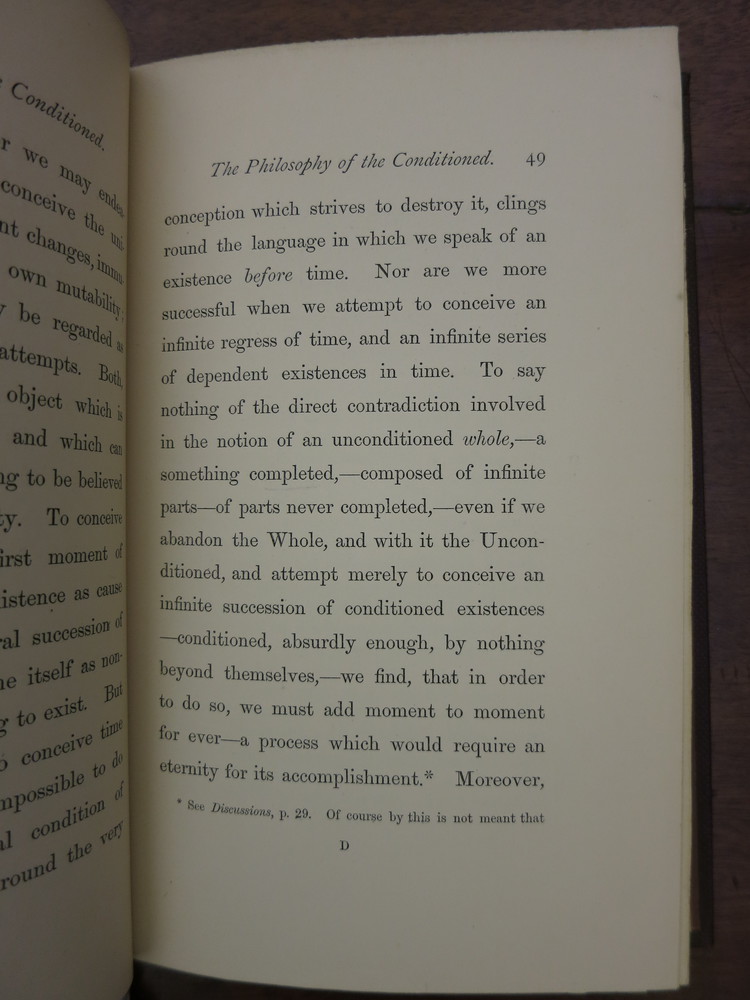 e Conditioned.
r we may endea
conceive the uni-
nt changes, immu
own mutability.
y be regarded as
attempts. Both,
object which is
and which can
ng to be believed
ty. To conceive
irst moment of
istence as cause
ral succession of
ne itself as non-
g to exist. But
o conceive time
mpossible to do
al condition of
round the very
The Philosophy of the Conditioned. 49
conception which strives to destroy it, clings
round the language in which we speak of an
existence before time. Nor are we more
successful when we attempt to conceive an
infinite regress of time, and an infinite series
of dependent existences in time. To say
nothing of the direct contradiction involved
in the notion of an unconditioned whole,—a
something completed,—composed of infinite
parts—of parts never completed,—even if we
abandon the Whole, and with it the Uncon-
ditioned, and attempt merely to conceive an
infinite succession of conditioned existences
—conditioned, absurdly enough, by nothing
beyond themselves,—we find, that in order
to do so, we must add moment to moment
for ever—a process which would require an
eternity for its accomplishment.* Moreover,
* See Discussions, p. 29. Of course by this is not meant that
D